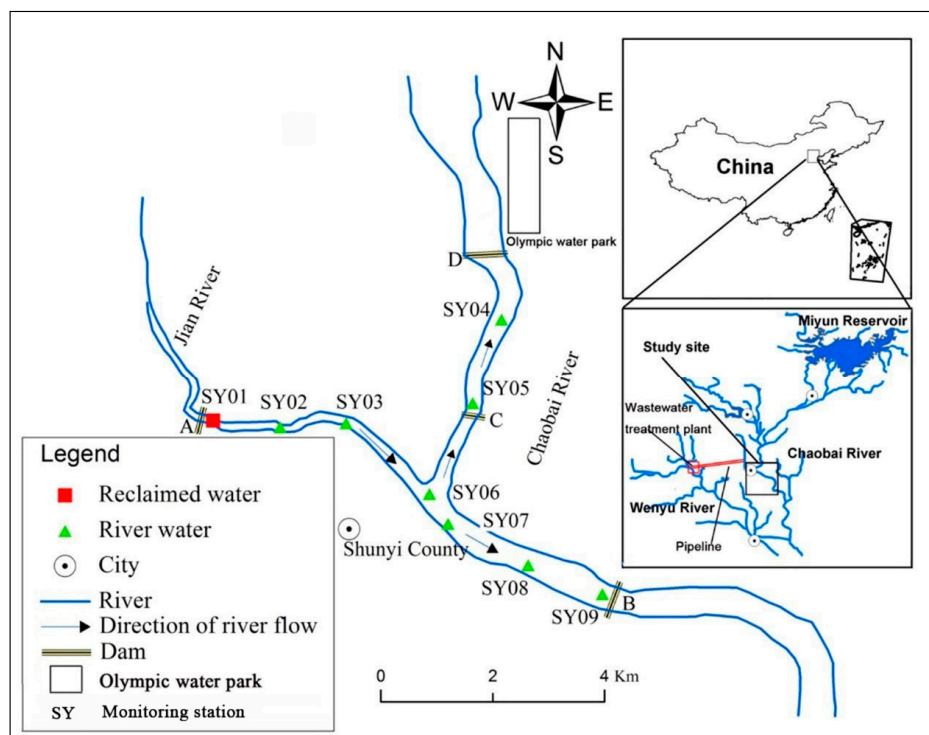 N
W E
S
Olympic water park
D
Jian River
SY04
Chaobai River
SY05
C
SY01
A
SY02
SY03
SY06
SY07
Shunyi County
SY08
SY09
B
0 2 4 Km
Legend
Reclaimed water
River water
City
River
Direction of river flow
Dam
Olympic water park
SY Monitoring station
China
Miyun Reservoir
Study site
Wastewater
treatment plant
Chaobai River
Wenyu River
Pipeline